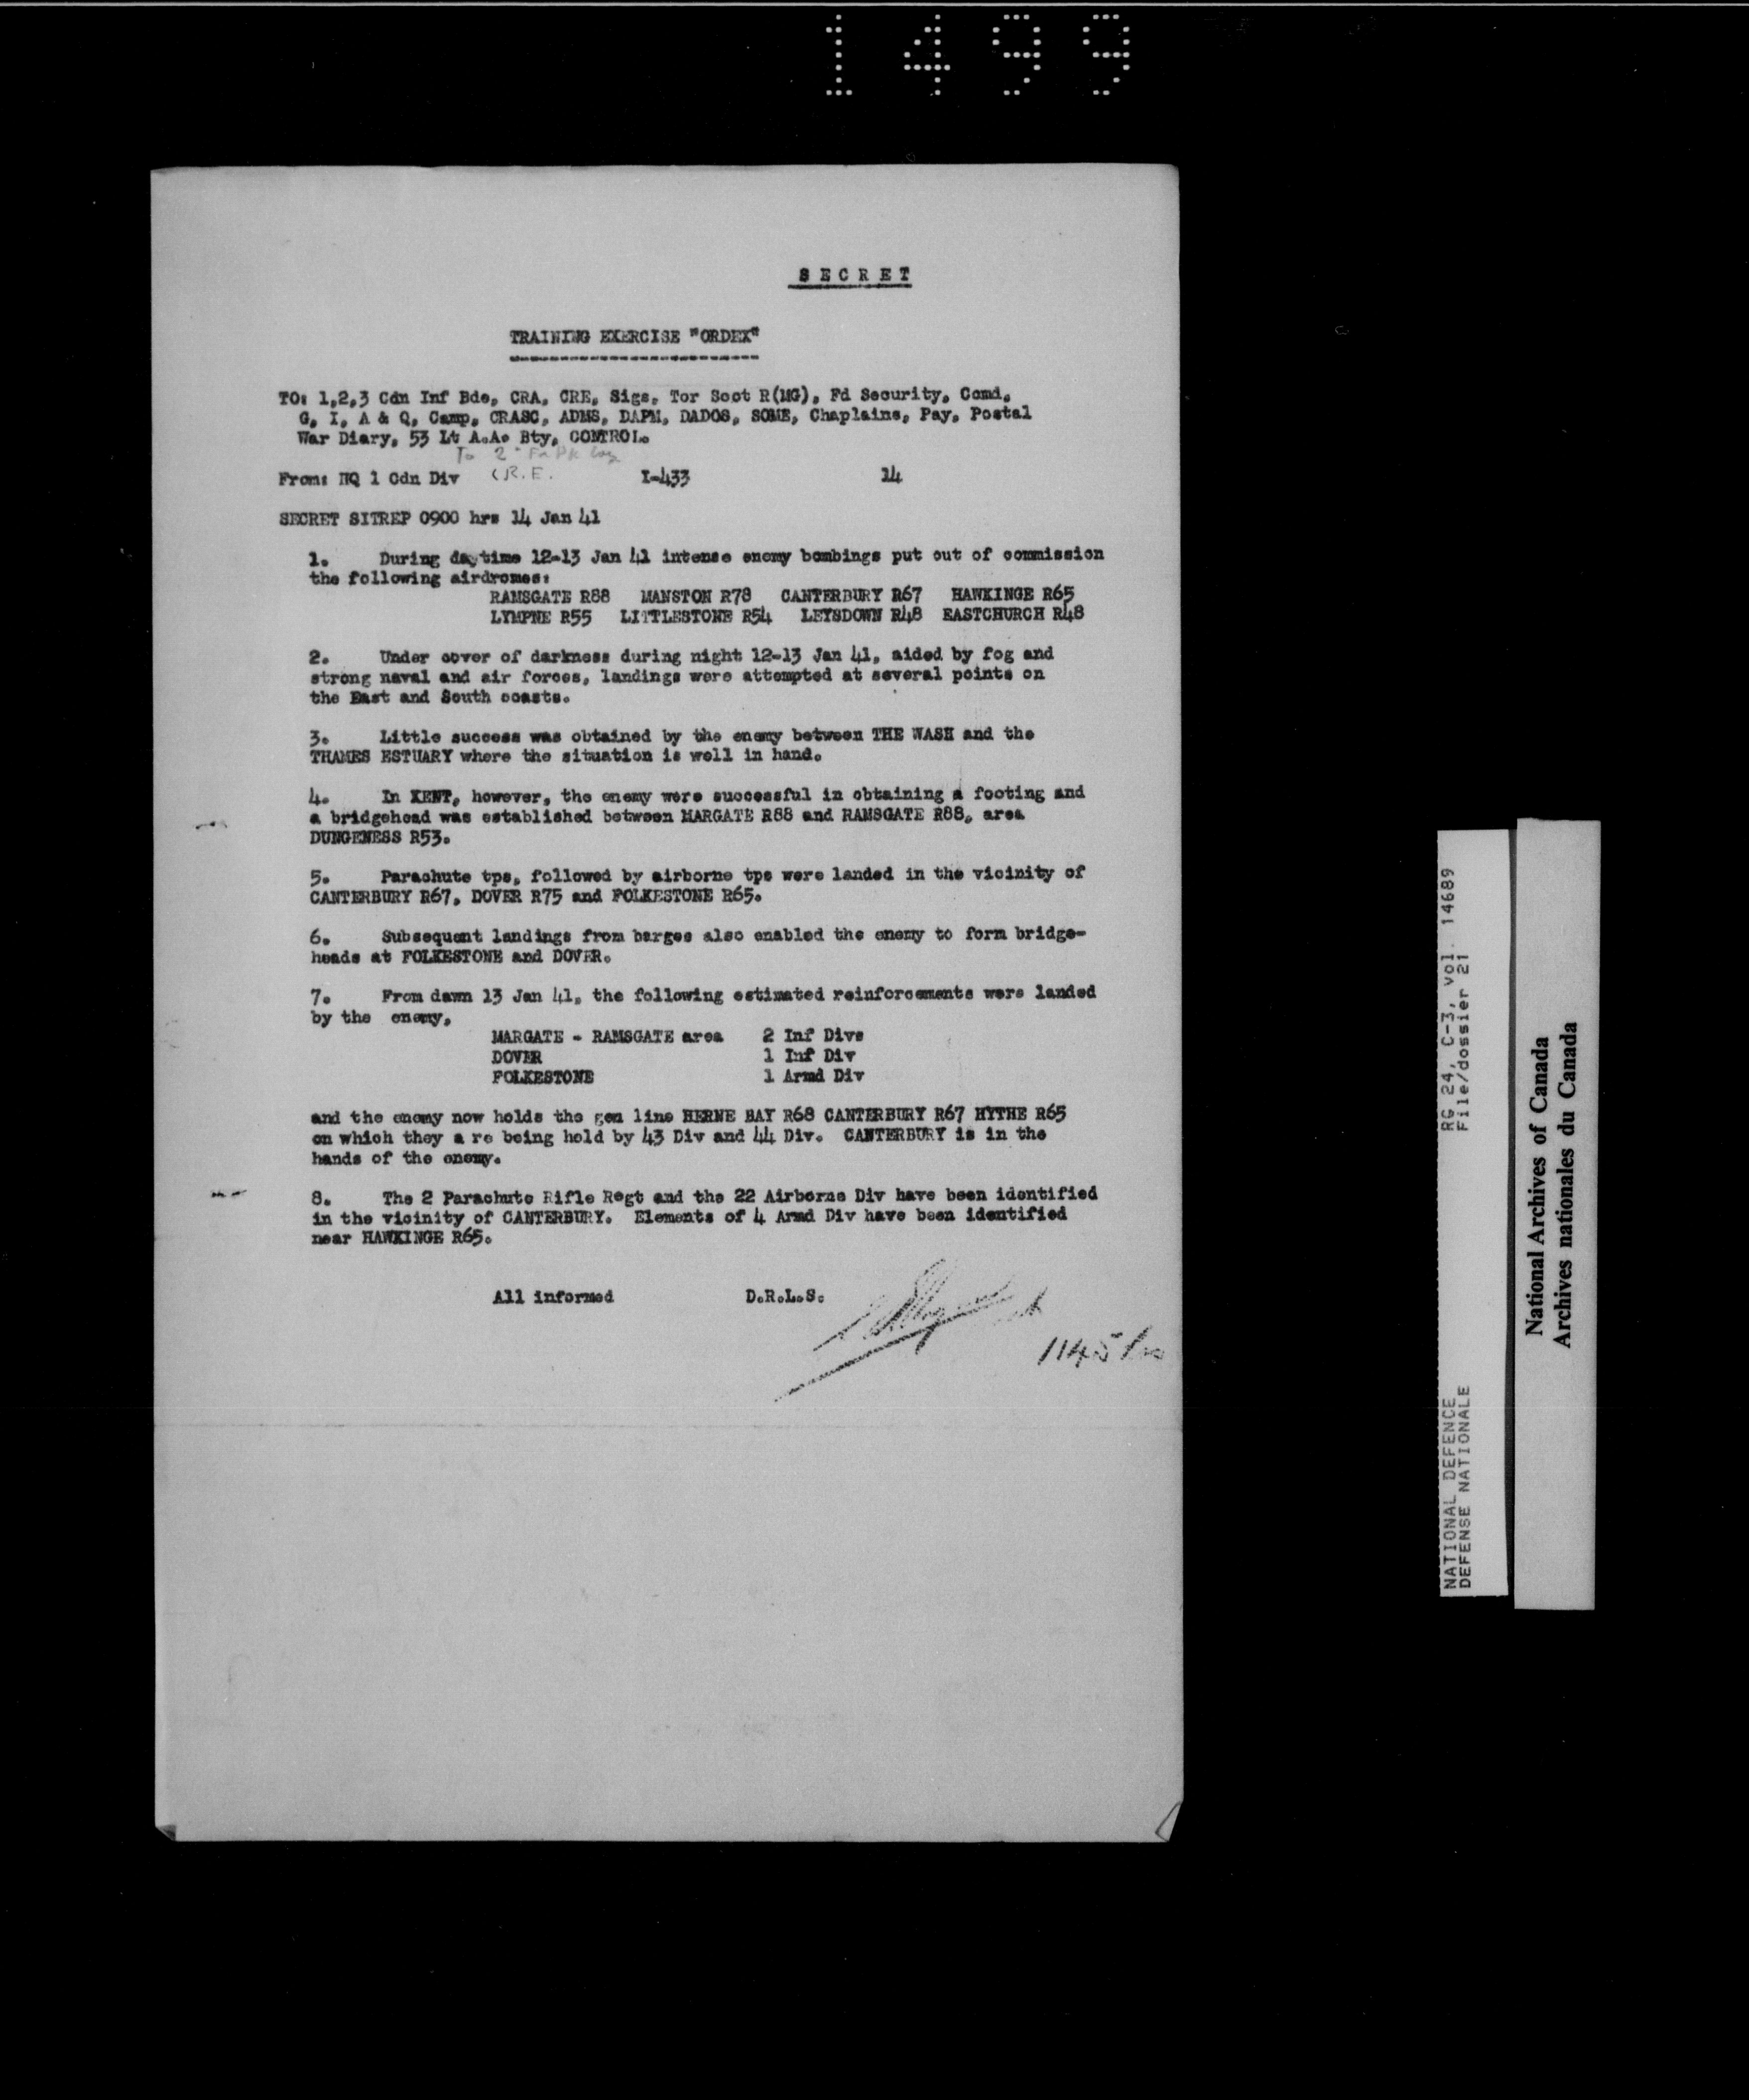 1499
S E C R E T
TRAINING EXERCISE "ORDEX"
TO: 1,2,3 Cdn Inf Bde, CRA, CRE, Sigs, Tor Scot R(MG), Fd Security, Comd,
G, I, A & Q, Camp, CRASC, ADMS, DAPM, DADOS, SOME, Chaplains, Pay, Postal
War Diary, 53 Lt A.A. Bty, CONTROL.
To 2 Fd Pk Coy
From: HQ 1 Cdn Div C.R.E. I-433 14
SECRET SITREP 0900 hrs 14 Jan 41
1. During daytime 12-13 Jan 41 intense enemy bombings put out of commission
the following airdromes:
RAMSGATE R88 MANSTON R78 CANTERBURY R67 HAWKINGE R65
LYMPNE R55 LITTLESTONE R54 LEYSDOWN R48 EASTCHURCH R48
2. Under cover of darkness during night 12-13 Jan 41, aided by fog and
strong naval and air forces, landings were attempted at several points on
the East and South coasts.
3. Little success was obtained by the enemy between THE WASH and the
THAMES ESTUARY where the situation is well in hand.
4. In KENT, however, the enemy were successful in obtaining a footing and
a bridgehead was established between MARGATE R88 and RAMSGATE R88, area
DUNGENESS R53.
5. Parachute tps, followed by airborne tps were landed in the vicinity of
CANTERBURY R67, DOVER R75 and FOLKESTONE R65.
6. Subsequent landings from barges also enabled the enemy to form bridge-
heads at FOLKESTONE and DOVER.
7. From dawn 13 Jan 41, the following estimated reinforcements were landed
by the enemy,
MARGATE - RAMSGATE area 2 Inf Divs
DOVER 1 Inf Div
FOLKESTONE 1 Armd Div
and the enemy now holds the gen line HERNE BAY R68 CANTERBURY R67 HYTHE R65
on which they a re being held by 43 Div and 44 Div. CANTERBURY is in the
hands of the enemy.
8. The 2 Parachute Rifle Regt and the 22 Airborne Div have been identified
in the vicinity of CANTERBURY. Elements of 4 Armd Div have been identified
near HAWKINGE R65.
All informed D.R.L.S.
1145 hrs
NATIONAL DEFENCE RG 24, C-3, vol. 14689
DEFENSE NATIONALE File/dossier 21
National Archives of Canada
Archives nationales du Canada